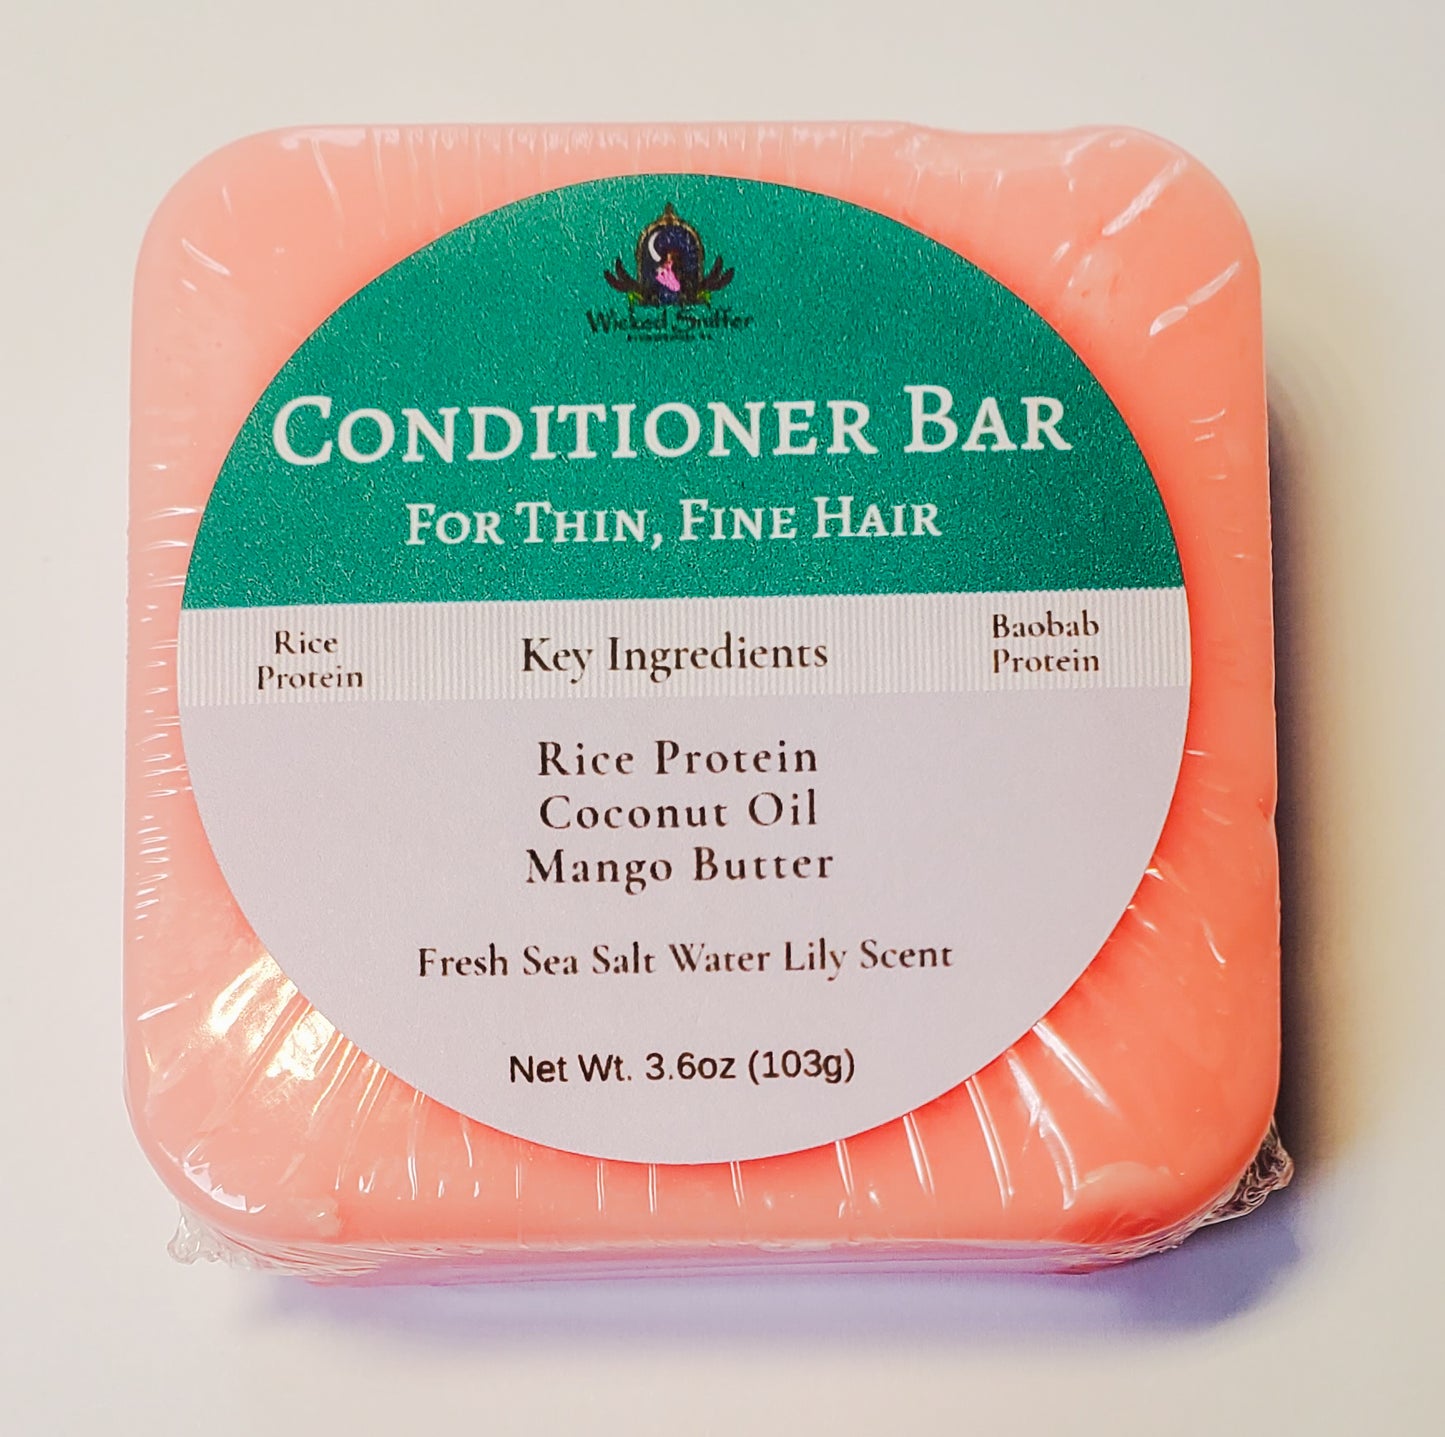 Wicked Sniffer
CONDITIONER BAR
FOR THIN, FINE HAIR
Rice
Protein
Key Ingredients
Baobab
Protein
Rice Protein
Coconut Oil
Mango Butter
Fresh Sea Salt Water Lily Scent
Net Wt. 3.6oz (103g)